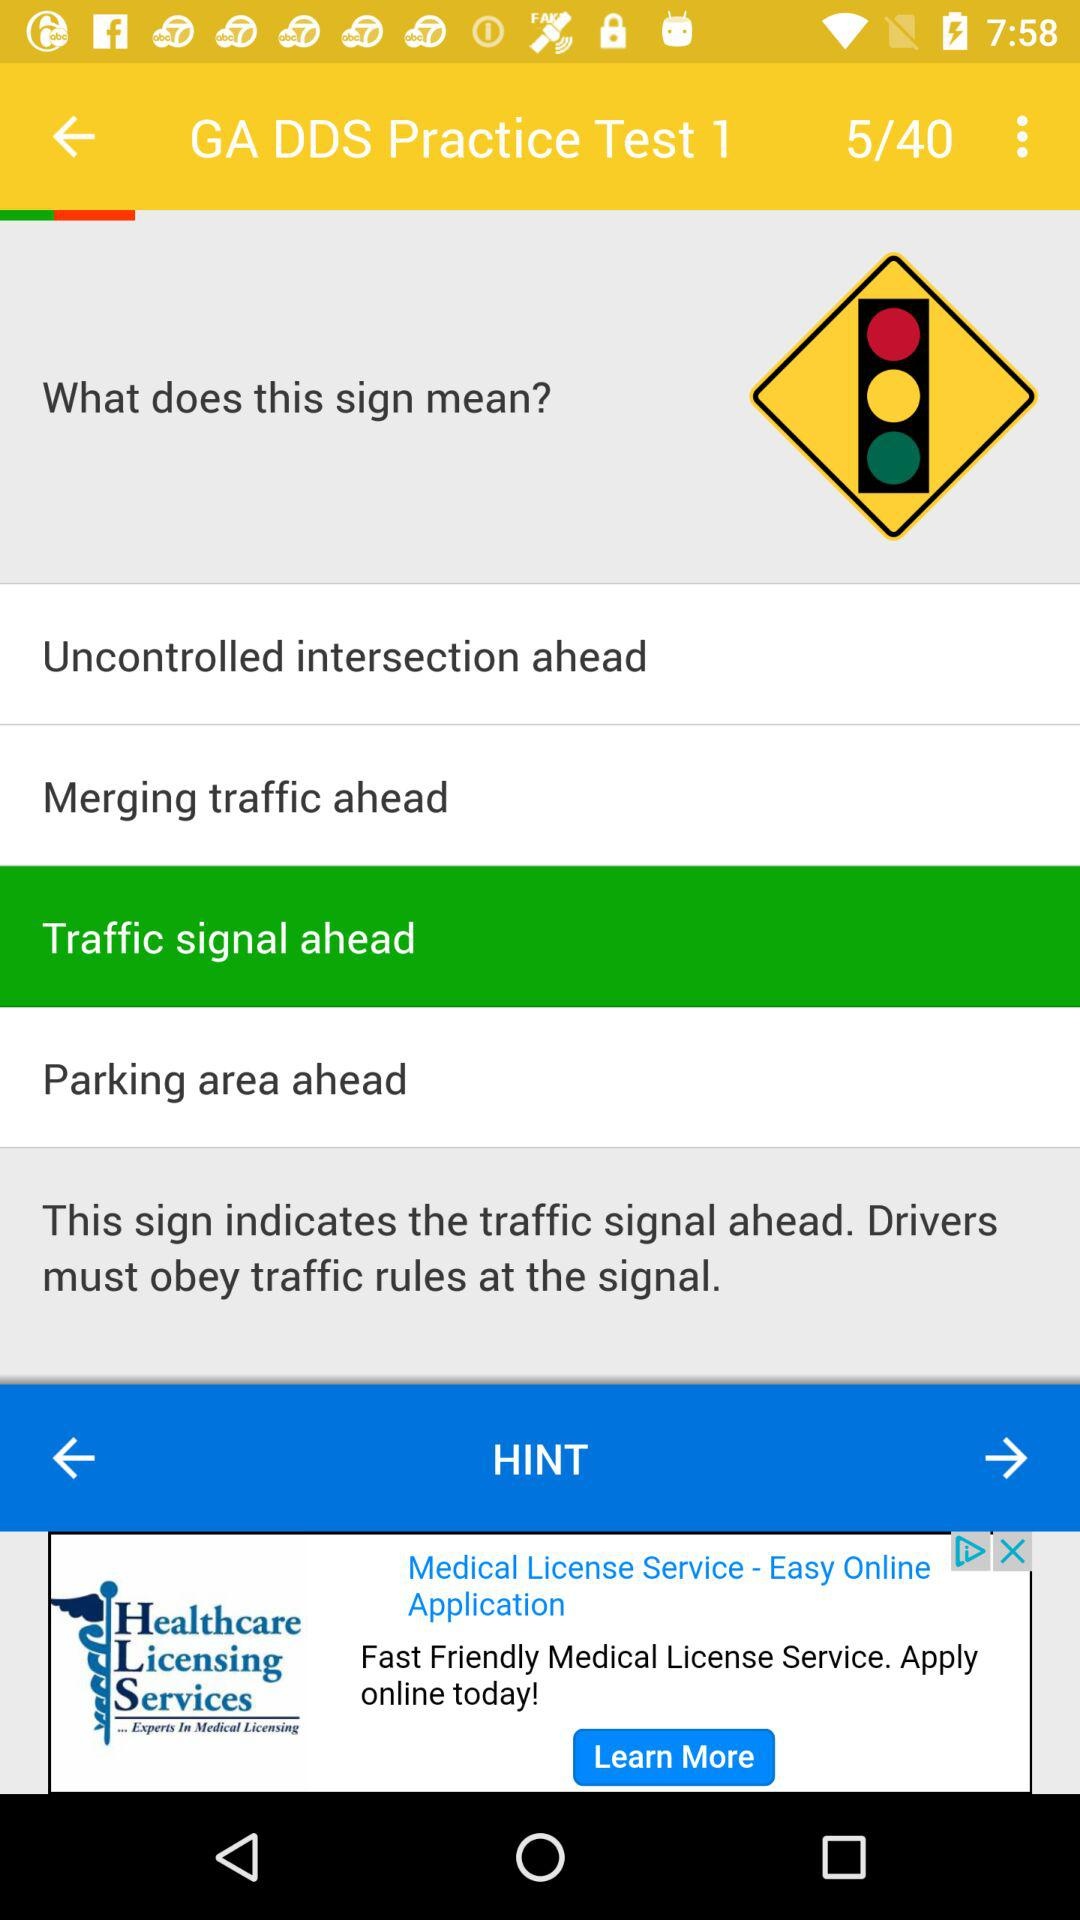 FAKE
7:58
GA DDS Practice Test 1 5/40
What does this sign mean?
Uncontrolled intersection ahead
Merging traffic ahead
Traffic signal ahead
Parking area ahead
This sign indicates the traffic signal ahead. Drivers
must obey traffic rules at the signal.
HINT
Medical License Service - Easy Online
Application
Healthcare
Licensing
Services
... Experts In Medical Licensing
Fast Friendly Medical License Service. Apply
online today!
Learn More